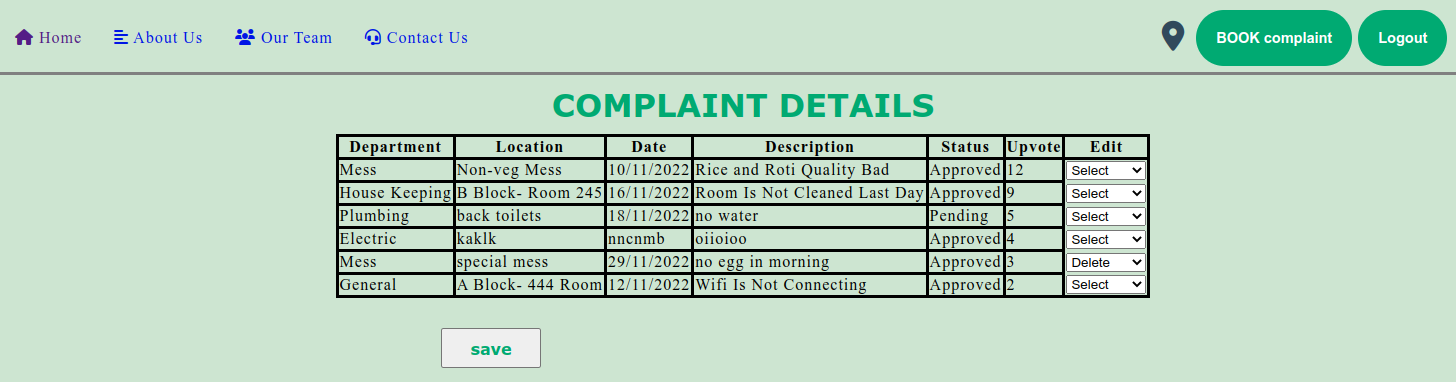 Home About Us Our Team Contact Us BOOK complaint Logout
COMPLAINT DETAILS
Department Location Date Description Status Upvote Edit
Mess Non-veg Mess 10/11/2022 Rice and Roti Quality Bad Approved 12 Select
House Keeping B Block- Room 245 16/11/2022 Room Is Not Cleaned Last Day Approved 9 Select
Plumbing back toilets 18/11/2022 no water Pending 5 Select
Electric kaklk nncnmb oiioioo Approved 4 Select
Mess special mess 29/11/2022 no egg in morning Approved 3 Delete
General A Block- 444 Room 12/11/2022 Wifi Is Not Connecting Approved 2 Select
save